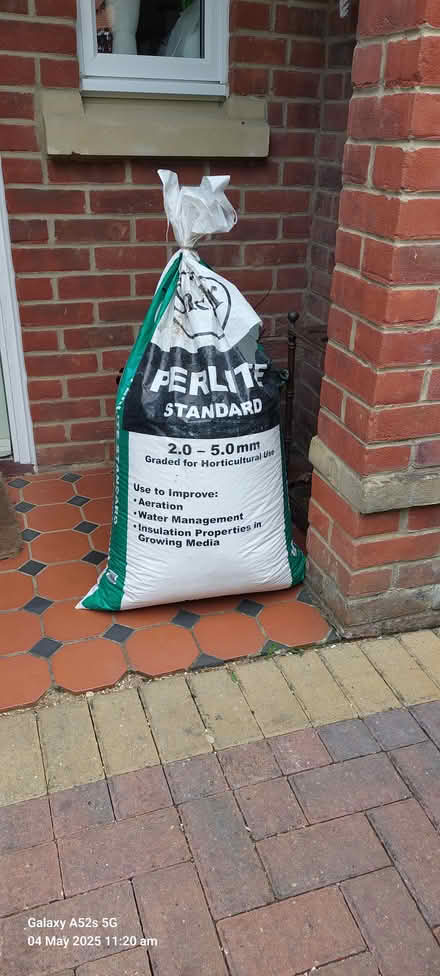 PERLITE
STANDARD
2.0 – 5.0mm
Graded for Horticultural Use
Use to Improve:
• Aeration
• Water Management
• Insulation Properties in
Growing Media
STANDARD
Galaxy A52s 5G
04 May 2025 11:20 am